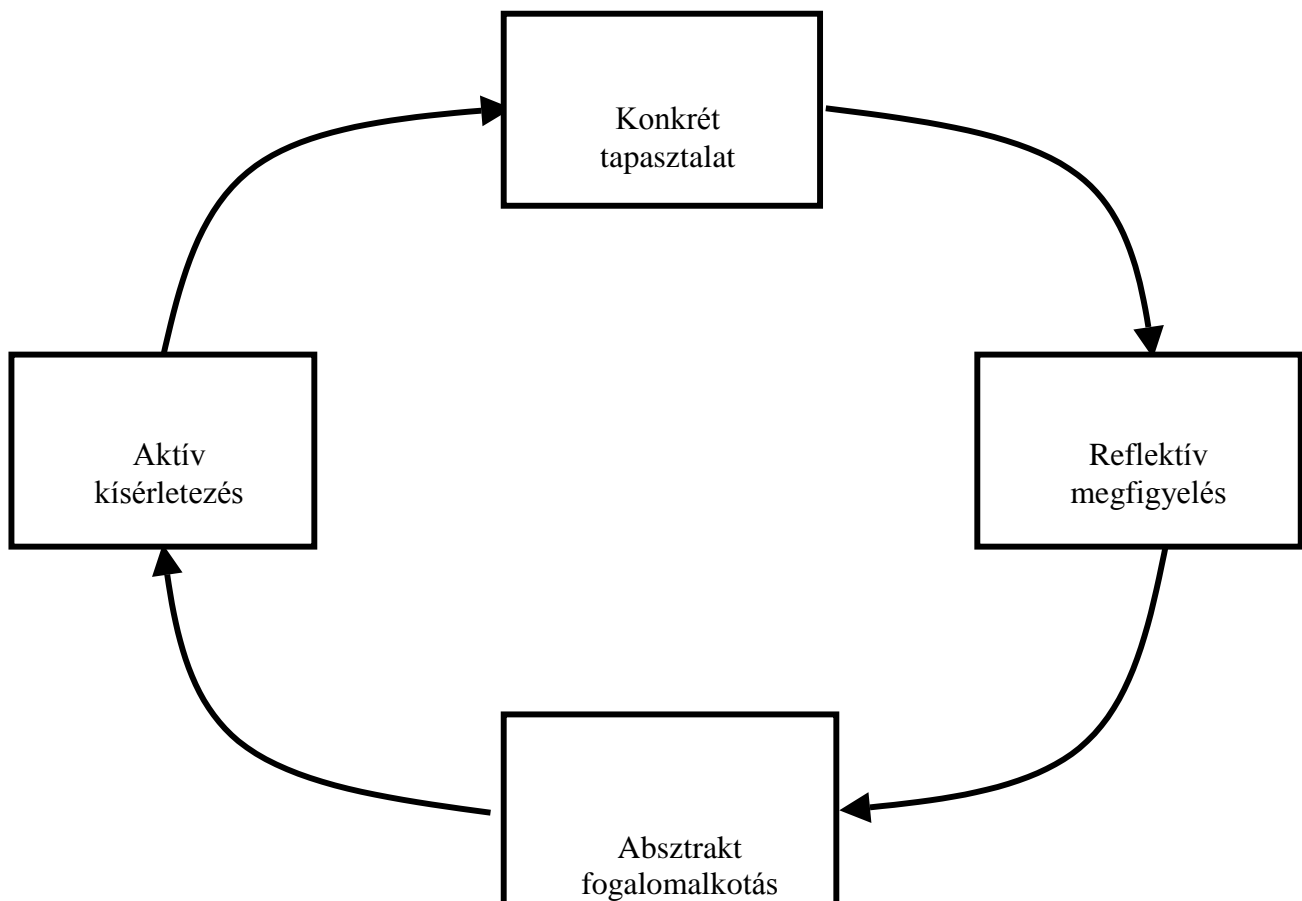 Konkrét
tapasztalat
Aktív
kísérletezés
Reflektív
megfigyelés
Absztrakt
fogalomalkotás